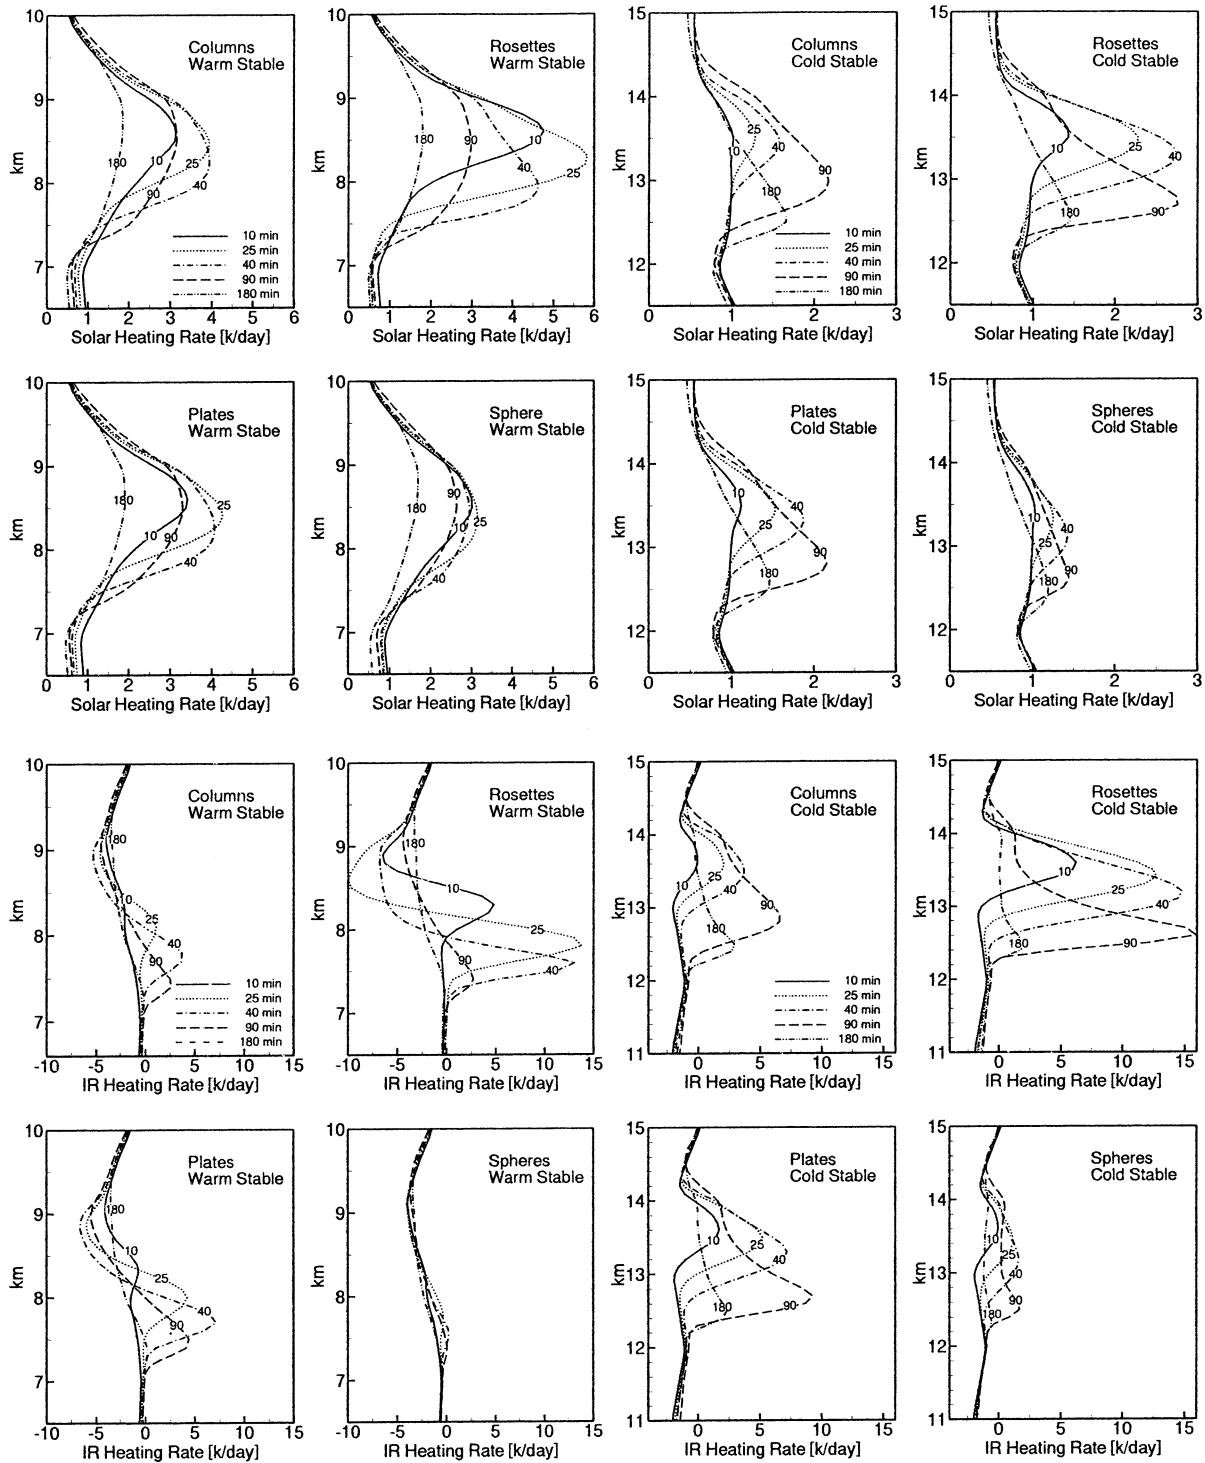 10
9
8
7
km
Columns
Warm Stable
180
10
25
40
90
10 min
25 min
40 min
90 min
180 min
0 1 2 3 4 5 6
Solar Heating Rate [k/day]
10
9
8
7
km
Rosettes
Warm Stable
180
90
10
40
25
0 1 2 3 4 5 6
Solar Heating Rate [k/day]
15
14
13
12
km
Columns
Cold Stable
25
10
40
90
180
10 min
25 min
40 min
90 min
180 min
0 1 2 3
Solar Heating Rate [k/day]
15
14
13
12
km
Rosettes
Cold Stable
10
25
40
180
90
0 1 2 3
Solar Heating Rate [k/day]
10
9
8
7
km
Plates
Warm Stabe
180
25
10
90
40
0 1 2 3 4 5 6
Solar Heating Rate [k/day]
10
9
8
7
km
Sphere
Warm Stable
90
180
10
25
40
0 1 2 3 4 5 6
Solar Heating Rate [k/day]
15
14
13
12
km
Plates
Cold Stable
10
40
25
90
180
0 1 2 3
Solar Heating Rate [k/day]
15
14
13
12
km
Spheres
Cold Stable
10
40
25
90
180
0 1 2 3
Solar Heating Rate [k/day]
10
9
8
7
km
Columns
Warm Stable
180
10
25
40
90
10 min
25 min
40 min
90 min
180 min
-10 -5 0 5 10 15
IR Heating Rate [k/day]
10
9
8
7
km
Rosettes
Warm Stable
180
10
25
90
40
-10 -5 0 5 10 15
IR Heating Rate [k/day]
15
14
13
12
11
km
Columns
Cold Stable
25
10
40
90
180
10 min
25 min
40 min
90 min
180 min
0 5 10 15
IR Heating Rate [k/day]
15
14
13
12
11
km
Rosettes
Cold Stable
10
25
40
180
90
0 5 10 15
IR Heating Rate [k/day]
10
9
8
7
km
Plates
Warm Stable
180
10
25
40
90
-10 -5 0 5 10 15
IR Heating Rate [k/day]
10
9
8
7
km
Spheres
Warm Stable
-10 -5 0 5 10 15
IR Heating Rate [k/day]
15
14
13
12
11
km
Plates
Cold Stable
10
25
40
180
90
0 5 10 15
IR Heating Rate [k/day]
15
14
13
12
11
km
Spheres
Cold Stable
10
25
40
90
180
0 5 10 15
IR Heating Rate [k/day]